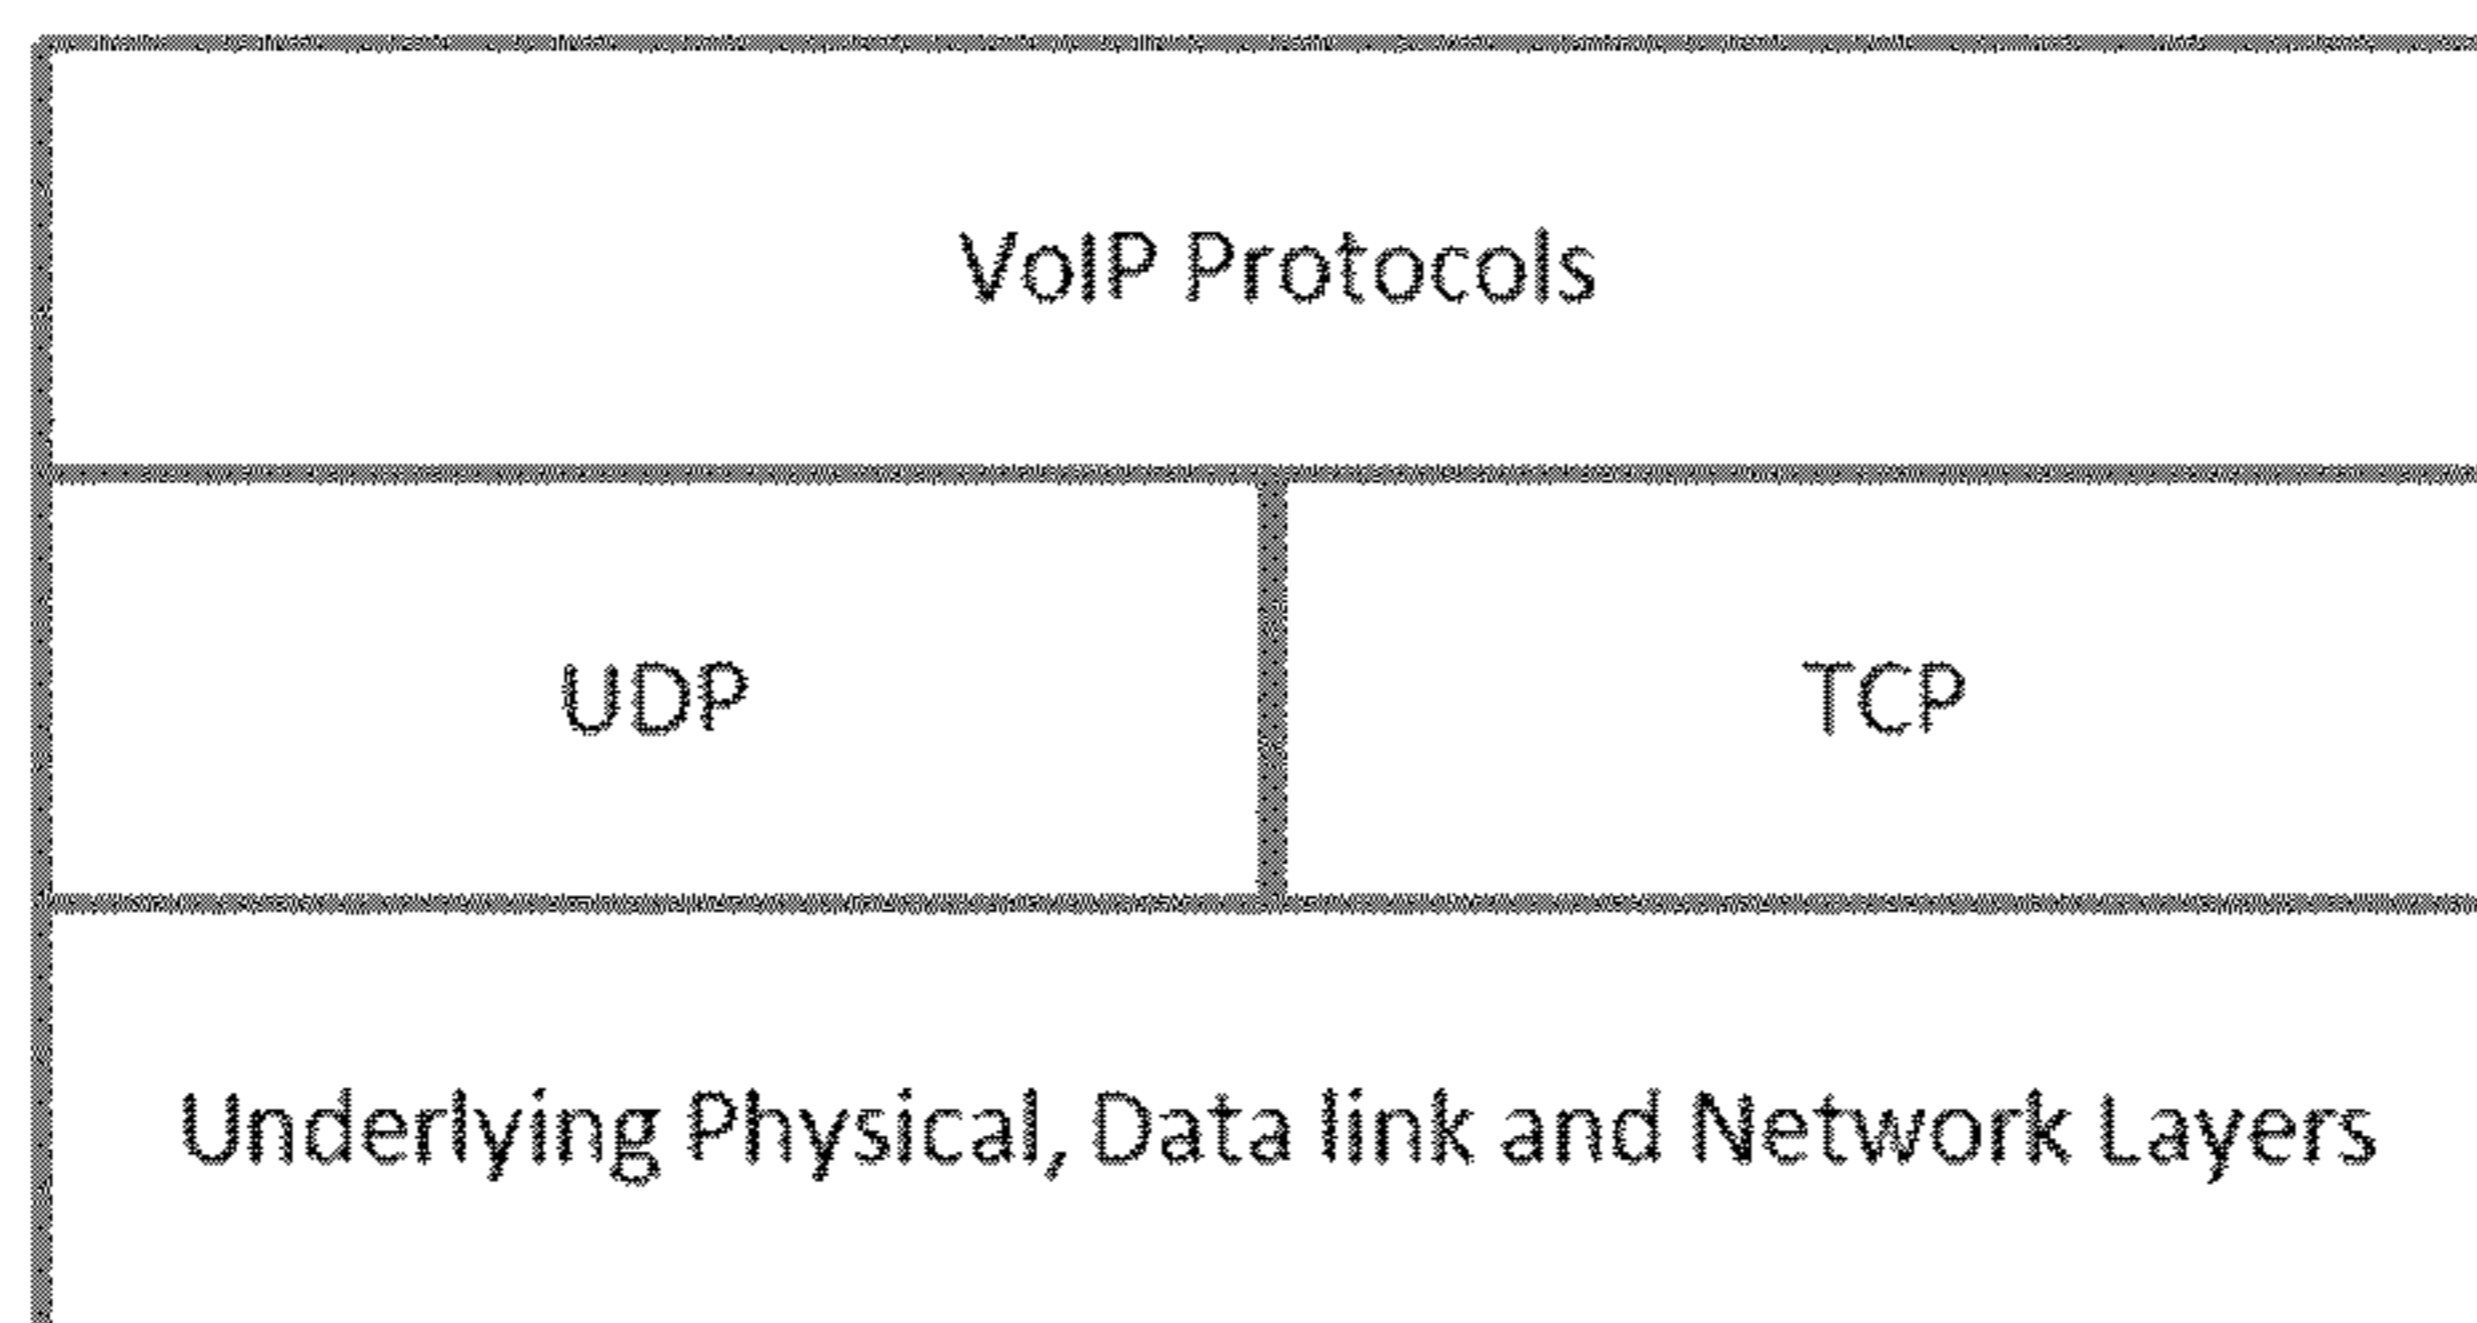 VoIP Protocols
UDP
TCP
Underlying Physical, Data link and Network Layers